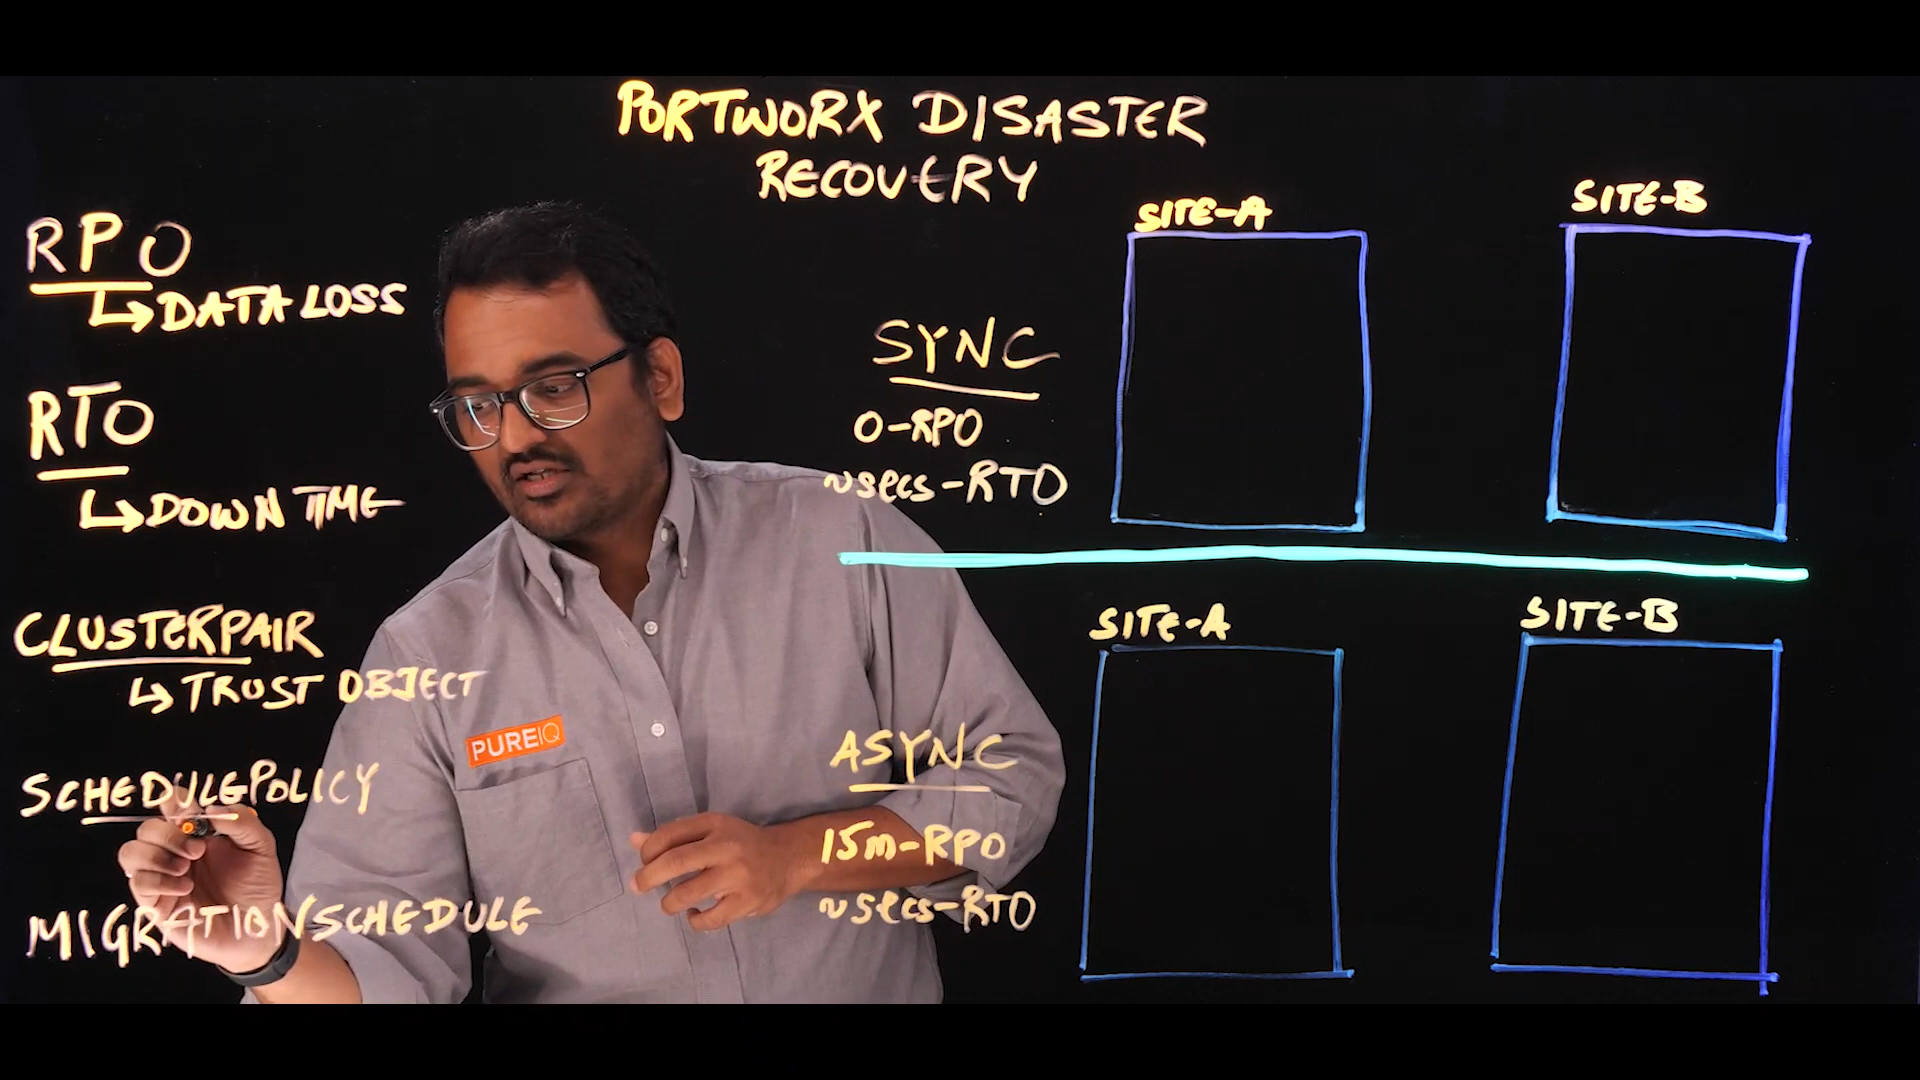 PORTWORX DISASTER
RECOVERY
RPO
↳ DATA LOSS
RTO
↳ DOWN TIME
CLUSTERPAIR
↳ TRUST OBJECT
SCHEDULEPOLICY
MIGRATIONSCHEDULE
PUREIQ
SYNC
0-RPO
~secs-RTO
SITE-A
SITE-B
ASYNC
15m-RPO
~secs-RTO
SITE-A
SITE-B